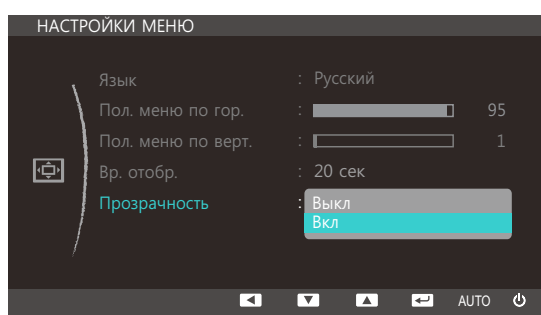 НАСТРОЙКИ МЕНЮ
Язык : Русский
Пол. меню по гор. : 95
Пол. меню по верт. : 1
Вр. отобр. : 20 сек
Прозрачность : Выкл
Вкл
AUTO